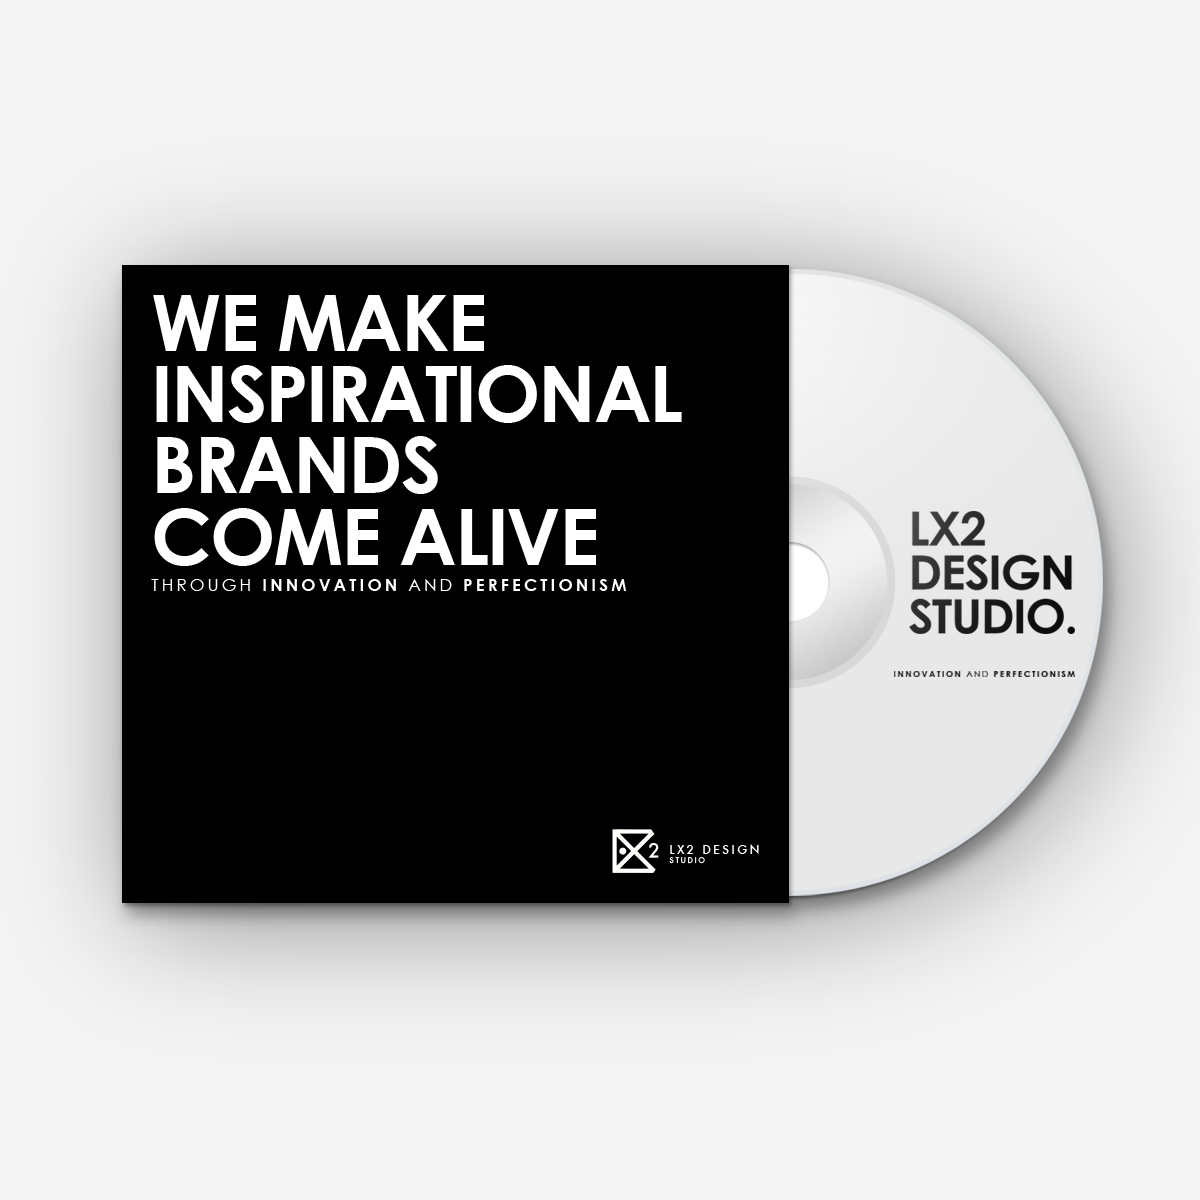 WE MAKE
INSPIRATIONAL
BRANDS
COME ALIVE
THROUGH INNOVATION AND PERFECTIONISM
LX2
DESIGN
STUDIO.
INNOVATION AND PERFECTIONISM
2
LX2 DESIGN
STUDIO